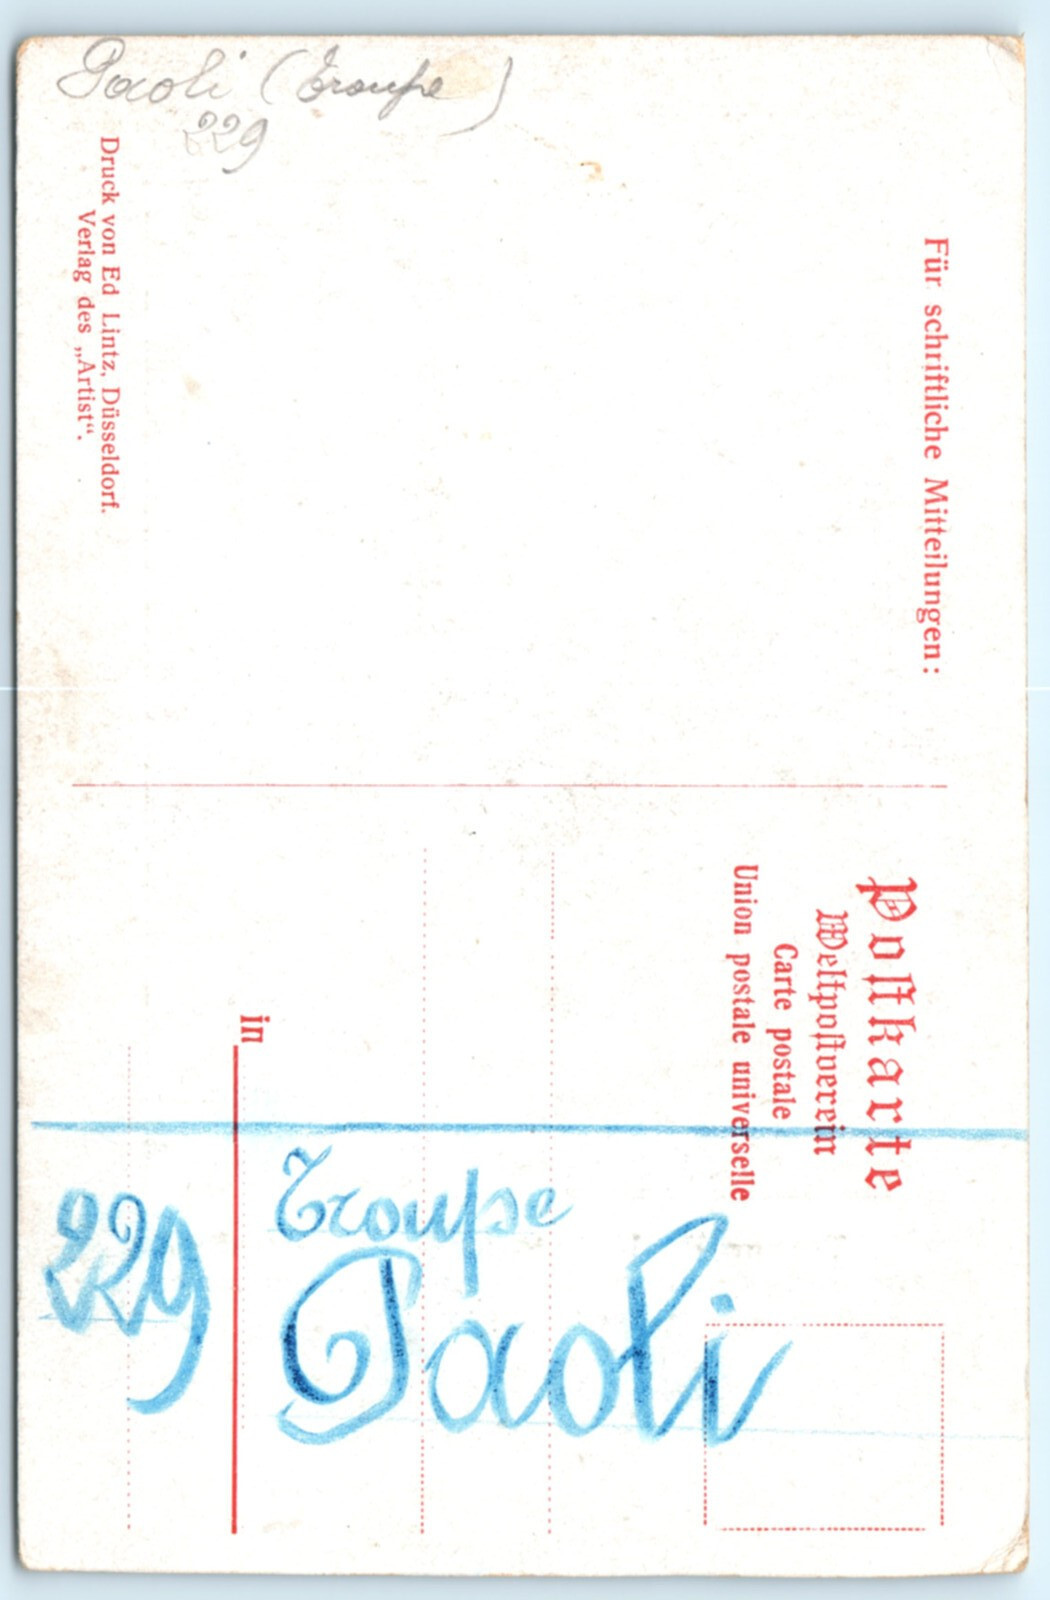 Paoli (Troupe)
229
Für schriftliche Mitteilungen:
Druck von Ed Lintz, Düsseldorf.
Verlag des „Artist“.
Poſtkarte
Weltpoſtverein
Carte postale
Union postale universelle
in
Troupe
Paoli
229